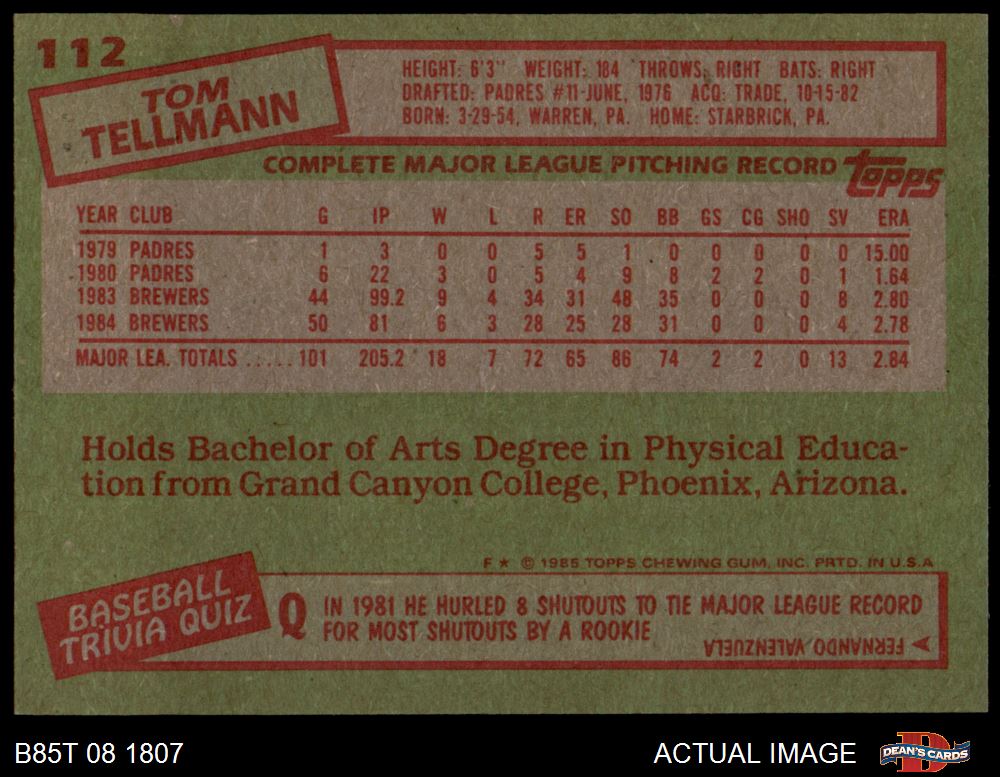 112
TOM
TELLMANN
HEIGHT: 6'3" WEIGHT: 184 THROWS: RIGHT BATS: RIGHT
DRAFTED: PADRES #11-JUNE, 1976 ACQ: TRADE, 10-15-82
BORN: 3-29-54, WARREN, PA. HOME: STARBRICK, PA.
COMPLETE MAJOR LEAGUE PITCHING RECORD
topps
YEAR CLUB G IP W L R ER SO BB GS CG SHO SV ERA
1979 PADRES 1 3 0 0 5 5 1 0 0 0 0 0 15.00
1980 PADRES 6 22 3 0 5 4 9 8 2 2 0 1 1.64
1983 BREWERS 44 99.2 9 4 34 31 48 35 0 0 0 8 2.80
1984 BREWERS 50 81 6 3 28 25 28 31 0 0 0 4 2.78
MAJOR LEA. TOTALS ..... 101 205.2 18 7 72 65 86 74 2 2 0 13 2.84
Holds Bachelor of Arts Degree in Physical Educa-
tion from Grand Canyon College, Phoenix, Arizona.
F ★ © 1985 TOPPS CHEWING GUM, INC. PRTD. IN U.S.A
BASEBALL
TRIVIA QUIZ
Q IN 1981 HE HURLED 8 SHUTOUTS TO TIE MAJOR LEAGUE RECORD
FOR MOST SHUTOUTS BY A ROOKIE
FERNANDO VALENZUELA
B85T 08 1807
ACTUAL IMAGE
D
DEAN'S CARDS